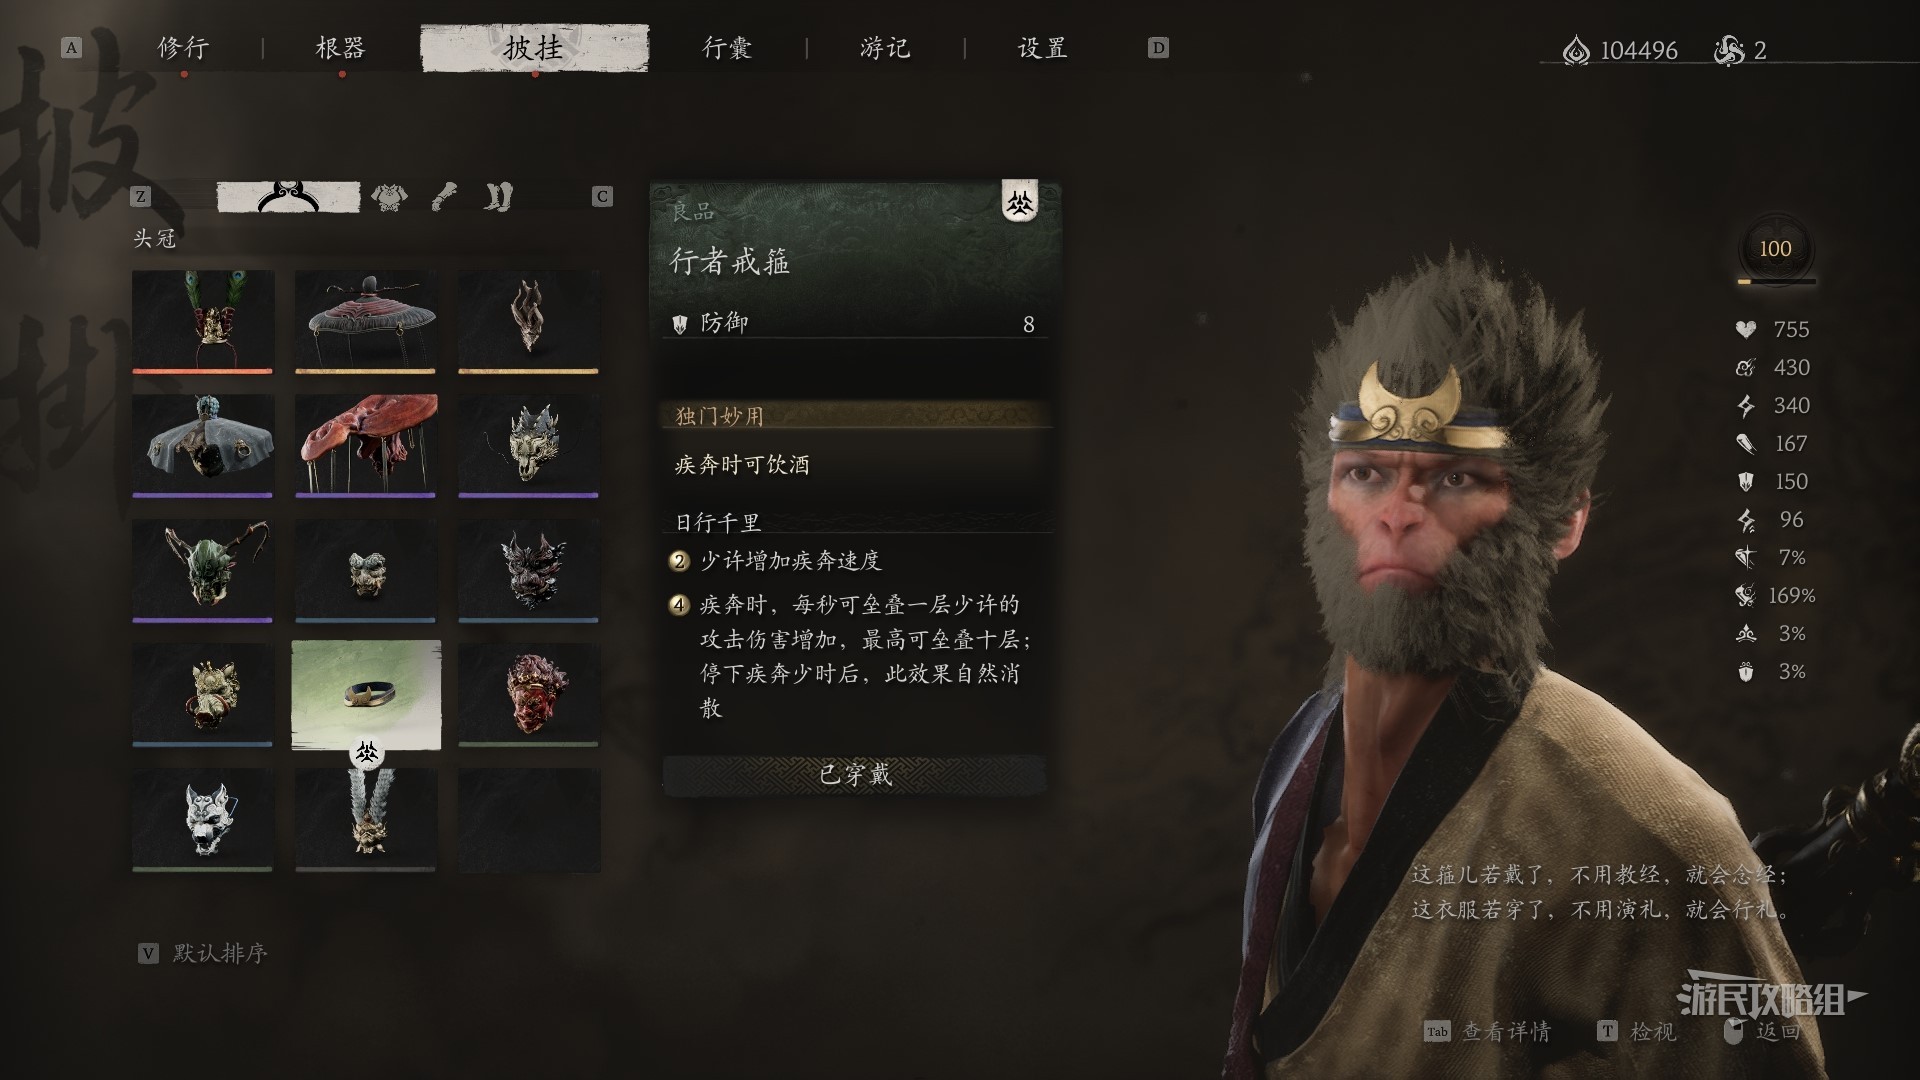 A 修行 根器 披挂 行囊 游记 设置 D
104496 2
披挂
Z C
头冠
良品
行者戒箍
防御 8
独门妙用
疾奔时可饮酒
日行千里
2 少许增加疾奔速度
4 疾奔时，每秒可垒叠一层少许的
攻击伤害增加，最高可垒叠十层；
停下疾奔少时后，此效果自然消
散
已穿戴
100
755
430
340
167
150
96
7%
169%
3%
3%
这箍儿若戴了，不用教经，就会念经；
这衣服若穿了，不用演礼，就会行礼。
V 默认排序
游民攻略组
Tab 查看详情 T 检视 返回